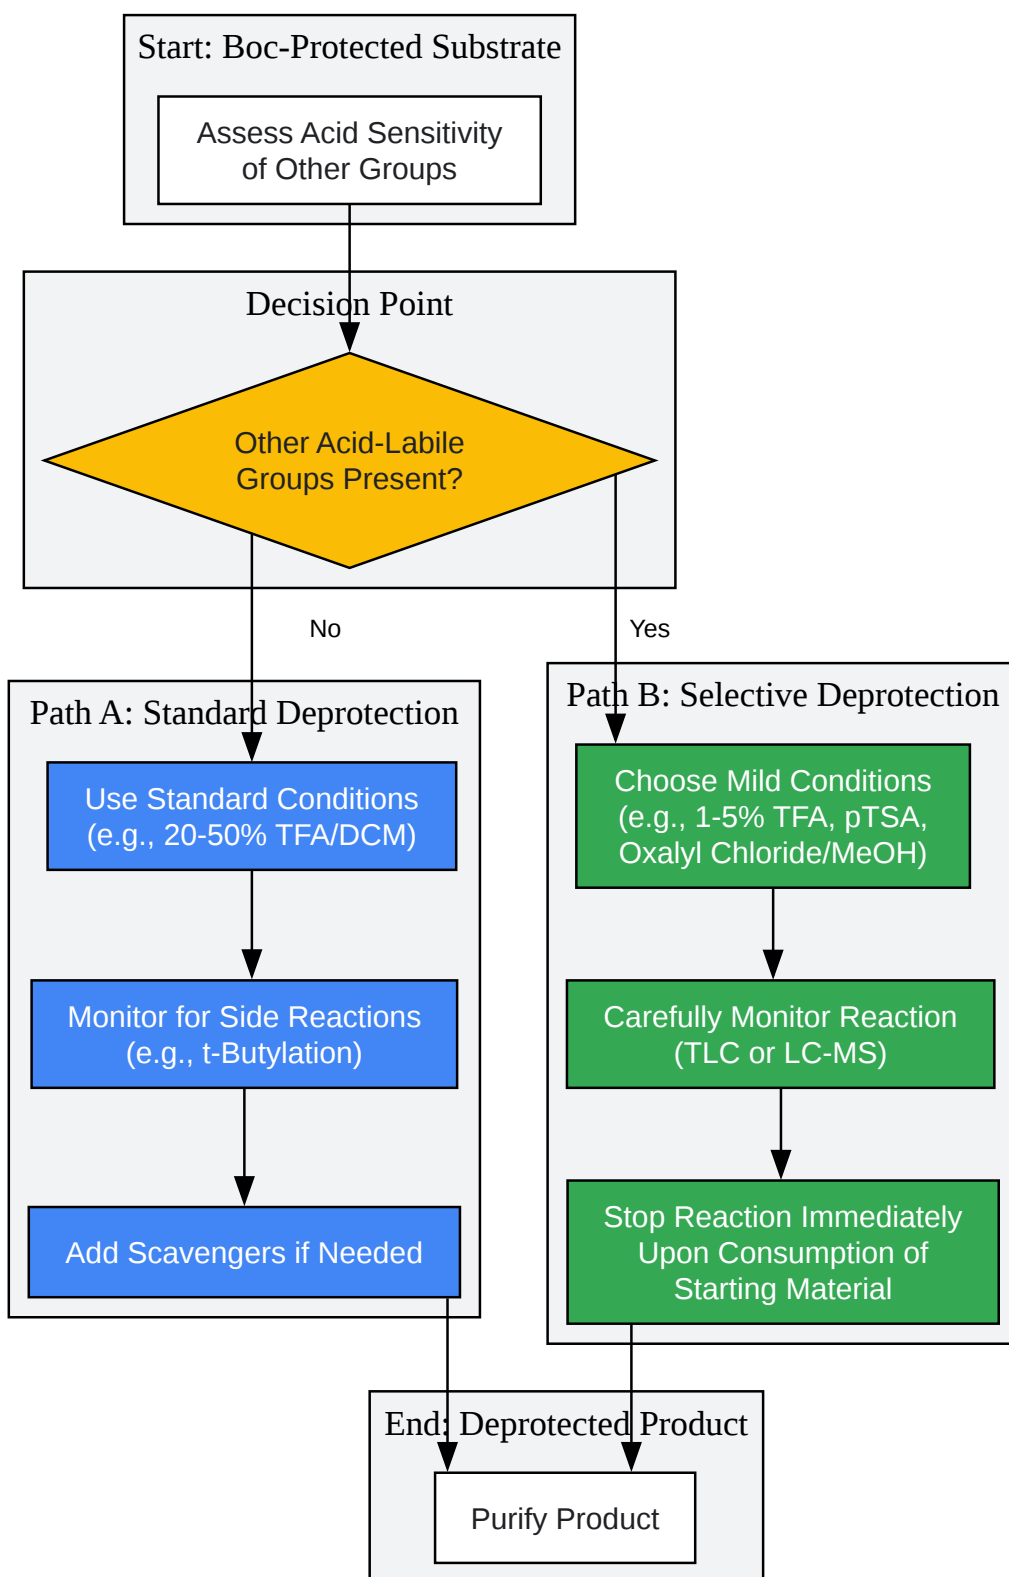 Start: Boc-Protected Substrate
Assess Acid Sensitivity
of Other Groups
Decision Point
Other Acid-Labile
Groups Present?
No
Yes
Path A: Standard Deprotection
Use Standard Conditions
(e.g., 20-50% TFA/DCM)
Monitor for Side Reactions
(e.g., t-Butylation)
Add Scavengers if Needed
Path B: Selective Deprotection
Choose Mild Conditions
(e.g., 1-5% TFA, pTSA,
Oxalyl Chloride/MeOH)
Carefully Monitor Reaction
(TLC or LC-MS)
Stop Reaction Immediately
Upon Consumption of
Starting Material
End: Deprotected Product
Purify Product